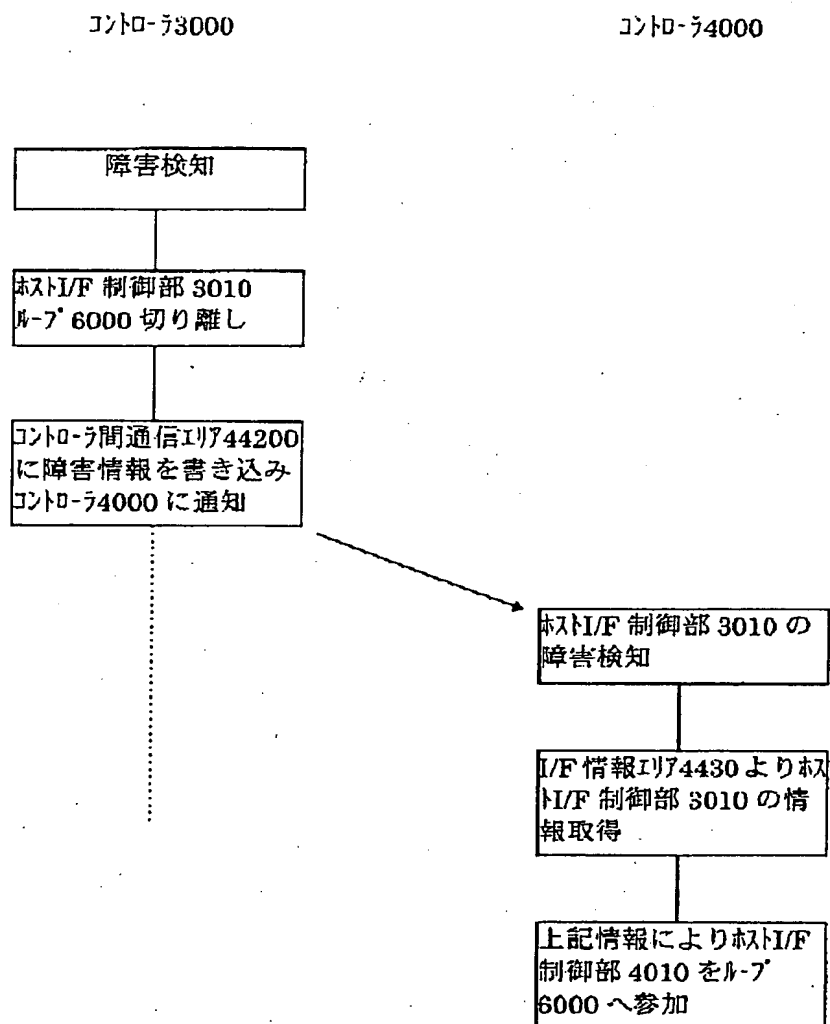 ｺﾝﾄﾛｰﾗ3000
ｺﾝﾄﾛｰﾗ4000
障害検知
ﾎｽﾄI/F 制御部 3010
ﾙｰﾌﾟ6000 切り離し
ｺﾝﾄﾛｰﾗ間通信ｴﾘｱ44200
に障害情報を書き込み
ｺﾝﾄﾛｰﾗ4000 に通知
ﾎｽﾄI/F 制御部 3010 の
障害検知
I/F 情報ｴﾘｱ4430 よりﾎｽ
ﾄI/F 制御部 3010 の情
報取得
上記情報によりﾎｽﾄI/F
制御部 4010 をﾙｰﾌﾟ
6000 へ参加